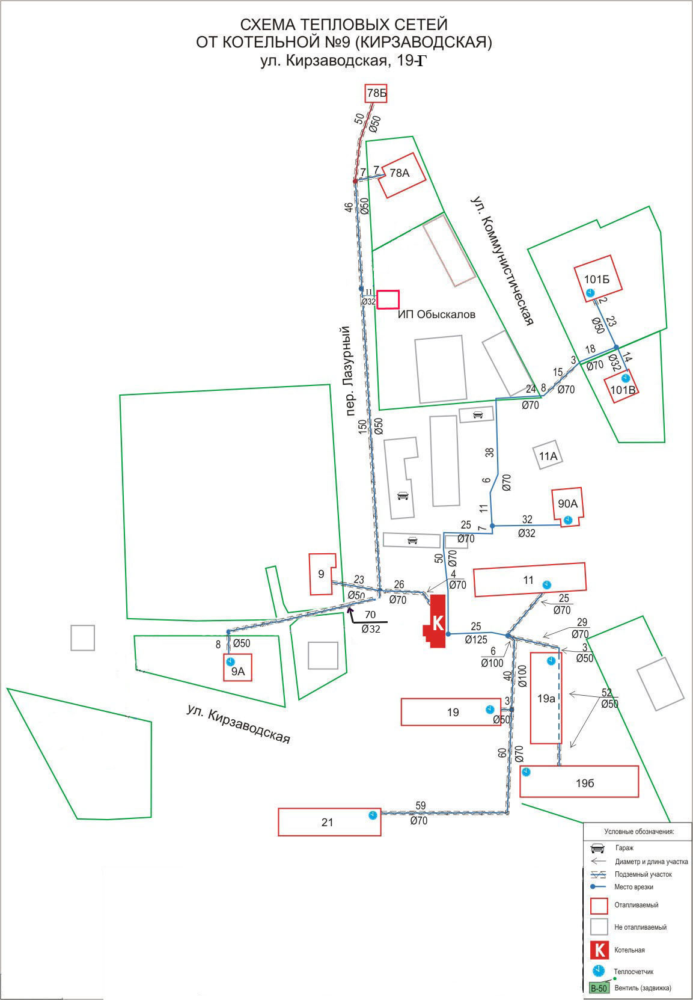 СХЕМА ТЕПЛОВЫХ СЕТЕЙ
ОТ КОТЕЛЬНОЙ №9 (КИРЗАВОДСКАЯ)
ул. Кирзаводская, 19-Г
78Б
50
Ø50
7
7
78А
46
Ø50
ул. Коммунистическая
101Б
2
11
Ø32
ИП Обыскалов
23
Ø50
пер. Лазурный
18
3
Ø70
14
Ø32
101В
15
24
8
Ø70
Ø70
150
Ø50
38
11А
6
Ø70
11
90А
32
Ø32
7
25
Ø70
50
Ø70
9
23
Ø50
26
Ø70
4
Ø70
11
25
Ø70
70
Ø32
К
25
Ø125
29
Ø70
8
Ø50
9А
6
Ø100
3
Ø50
40
Ø100
19а
52
Ø50
3
Ø50
19
ул. Кирзаводская
60
Ø70
19б
59
Ø70
21
Условные обозначения:
Гараж
Диаметр и длина участка
Подземный участок
Место врезки
Отапливаемый
Не отапливаемый
К
Котельная
Теплосчетчик
В-50
Вентиль (задвижка)